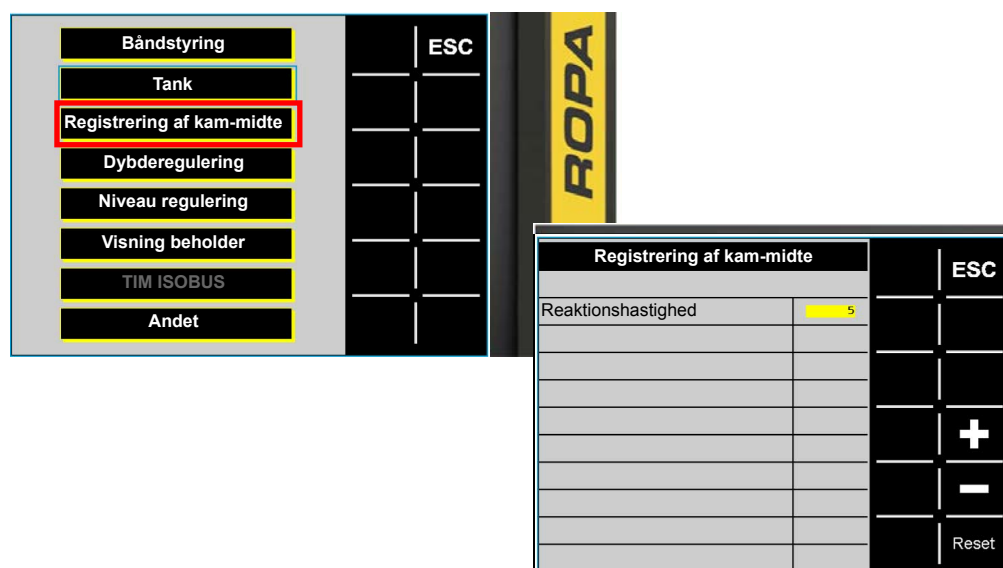 Båndstyring
ESC
Tank
Registrering af kam-midte
Dybderegulering
Niveau regulering
Visning beholder
TIM ISOBUS
Andet
ROPA
Registrering af kam-midte
ESC
Reaktionshastighed
5
+
−
Reset